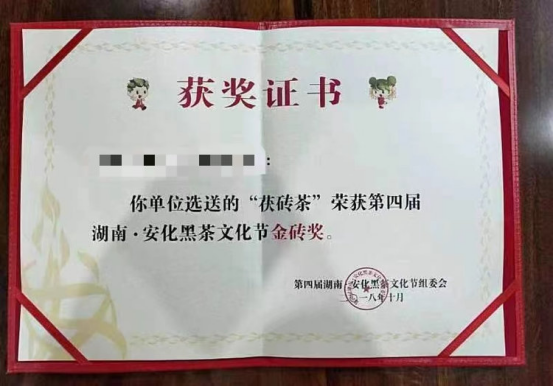 获奖证书
:
你单位选送的“茯砖茶”荣获第四届
湖南·安化黑茶文化节金砖奖。
第四届湖南·安化黑茶文化节组委会
二〇一八年十月